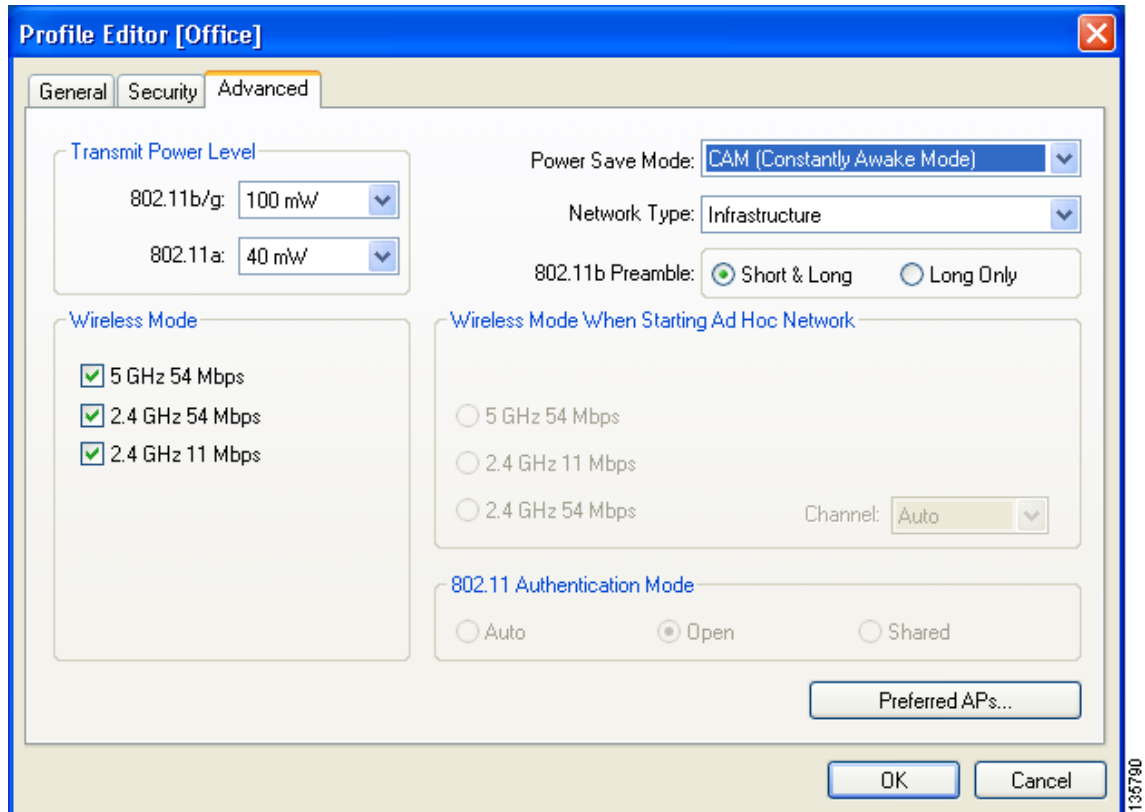 Profile Editor [Office]
General
Security
Advanced
Transmit Power Level
802.11b/g:
100 mW
802.11a:
40 mW
Power Save Mode:
CAM (Constantly Awake Mode)
Network Type:
Infrastructure
802.11b Preamble:
Short & Long
Long Only
Wireless Mode
5 GHz 54 Mbps
2.4 GHz 54 Mbps
2.4 GHz 11 Mbps
Wireless Mode When Starting Ad Hoc Network
5 GHz 54 Mbps
2.4 GHz 11 Mbps
2.4 GHz 54 Mbps
Channel:
Auto
802.11 Authentication Mode
Auto
Open
Shared
Preferred APs...
OK
Cancel
135790